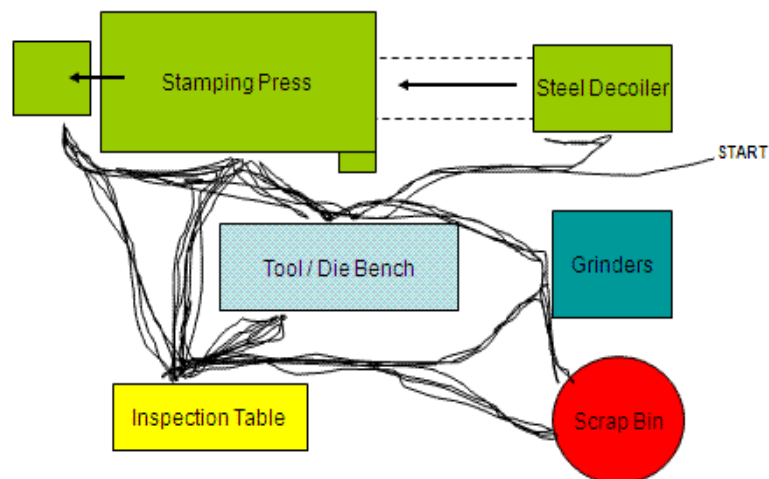 Stamping Press
Steel Decoiler
START
Tool / Die Bench
Grinders
Inspection Table
Scrap Bin